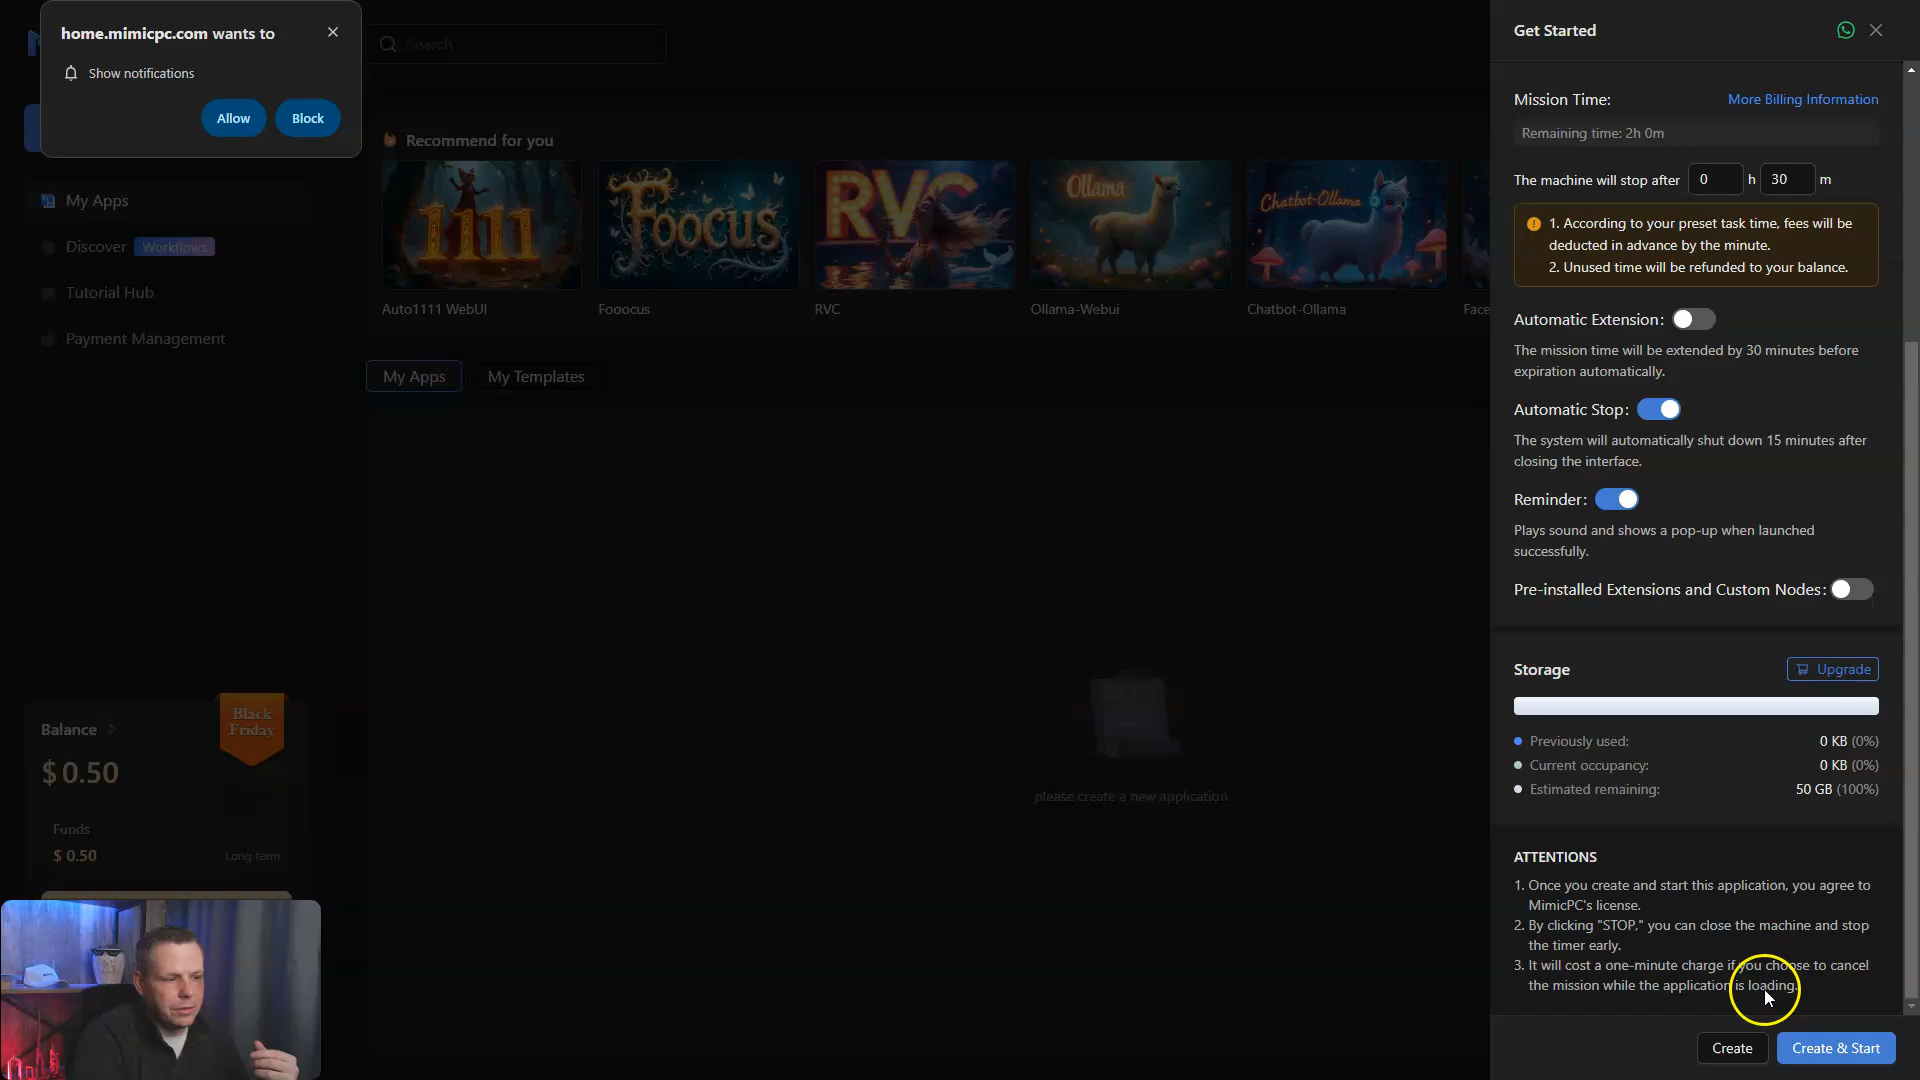 home.mimicpc.com wants to
Show notifications
Allow
Block
Search
My Apps
Discover
Workflows
Tutorial Hub
Payment Management
Balance
Black
Friday
$ 0.50
Funds
$ 0.50
Long term
Recommend for you
1111
Foocus
RVC
Ollama
Chatbot-Ollama
Auto1111 WebUI
Fooocus
RVC
Ollama-Webui
Chatbot-Ollama
Face
My Apps
My Templates
please create a new application
Get Started
Mission Time:
More Billing Information
Remaining time: 2h 0m
The machine will stop after 0 h 30 m
1. According to your preset task time, fees will be
deducted in advance by the minute.
2. Unused time will be refunded to your balance.
Automatic Extension:
The mission time will be extended by 30 minutes before
expiration automatically.
Automatic Stop:
The system will automatically shut down 15 minutes after
closing the interface.
Reminder:
Plays sound and shows a pop-up when launched
successfully.
Pre-installed Extensions and Custom Nodes:
Storage
Upgrade
Previously used: 0 KB (0%)
Current occupancy: 0 KB (0%)
Estimated remaining: 50 GB (100%)
ATTENTIONS
1. Once you create and start this application, you agree to
MimicPC's license.
2. By clicking "STOP," you can close the machine and stop
the timer early.
3. It will cost a one-minute charge if you choose to cancel
the mission while the application is loading.
Create
Create & Start